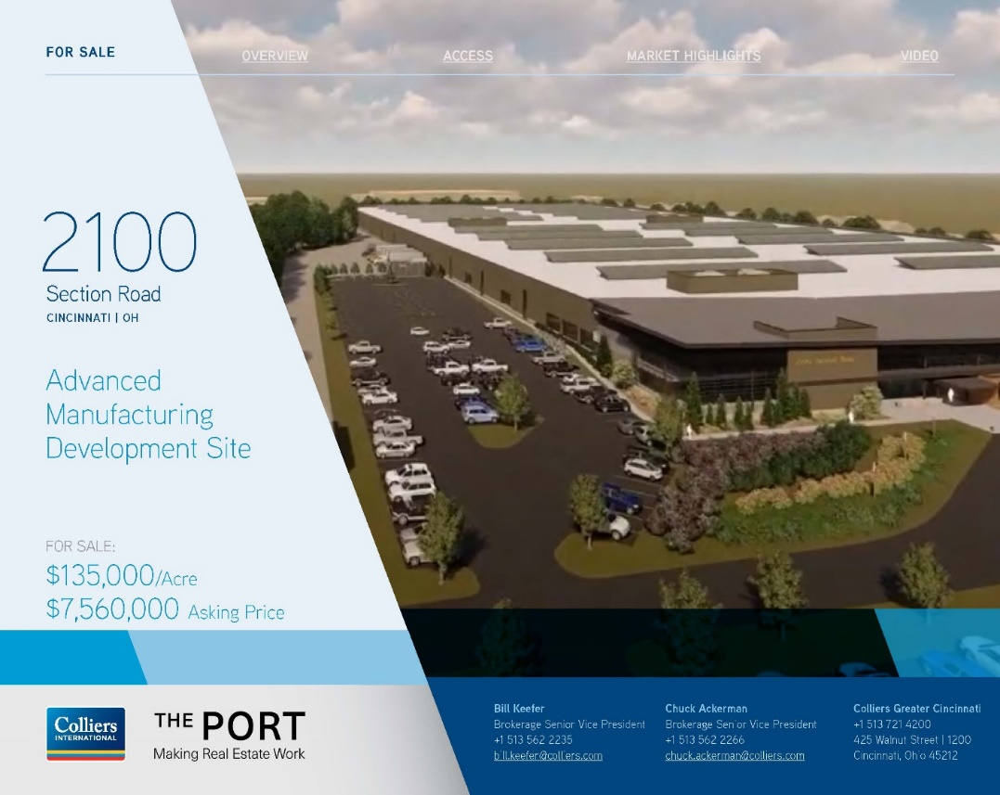 FOR SALE
OVERVIEW
ACCESS
MARKET HIGHLIGHTS
VIDEO
2100
Section Road
CINCINNATI | OH
Advanced
Manufacturing
Development Site
FOR SALE:
$135,000/Acre
$7,560,000 Asking Price
Colliers
INTERNATIONAL
THE PORT
Making Real Estate Work
Bill Keefer
Brokerage Senior Vice President
+1 513 562 2235
bill.keefer@colliers.com
Chuck Ackerman
Brokerage Senior Vice President
+1 513 562 2266
chuck.ackerman@colliers.com
Colliers Greater Cincinnati
+1 513 721 4200
425 Walnut Street | 1200
Cincinnati, Ohio 45212